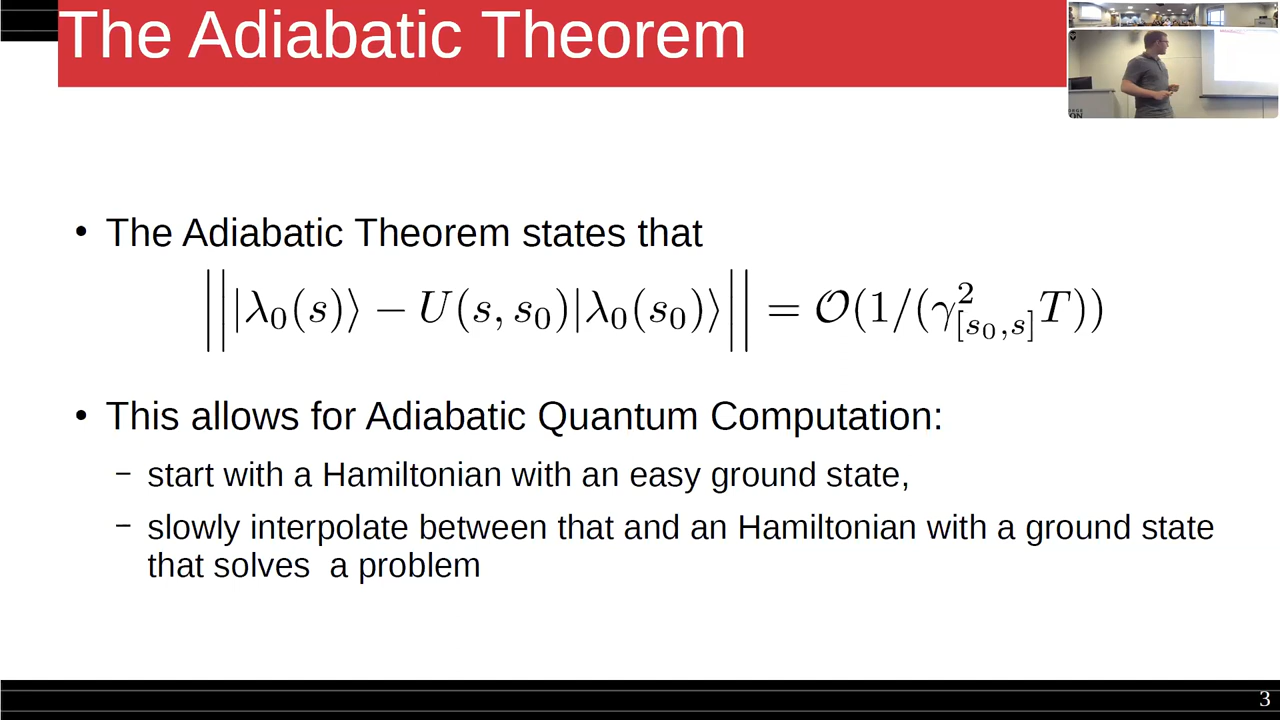 The Adiabatic Theorem
• The Adiabatic Theorem states that
|||λ₀(s)⟩ − U(s, s₀)|λ₀(s₀)⟩|| = 𝒪(1/(γ²_[s₀,s] T))
• This allows for Adiabatic Quantum Computation:
– start with a Hamiltonian with an easy ground state,
– slowly interpolate between that and an Hamiltonian with a ground state
that solves a problem
3